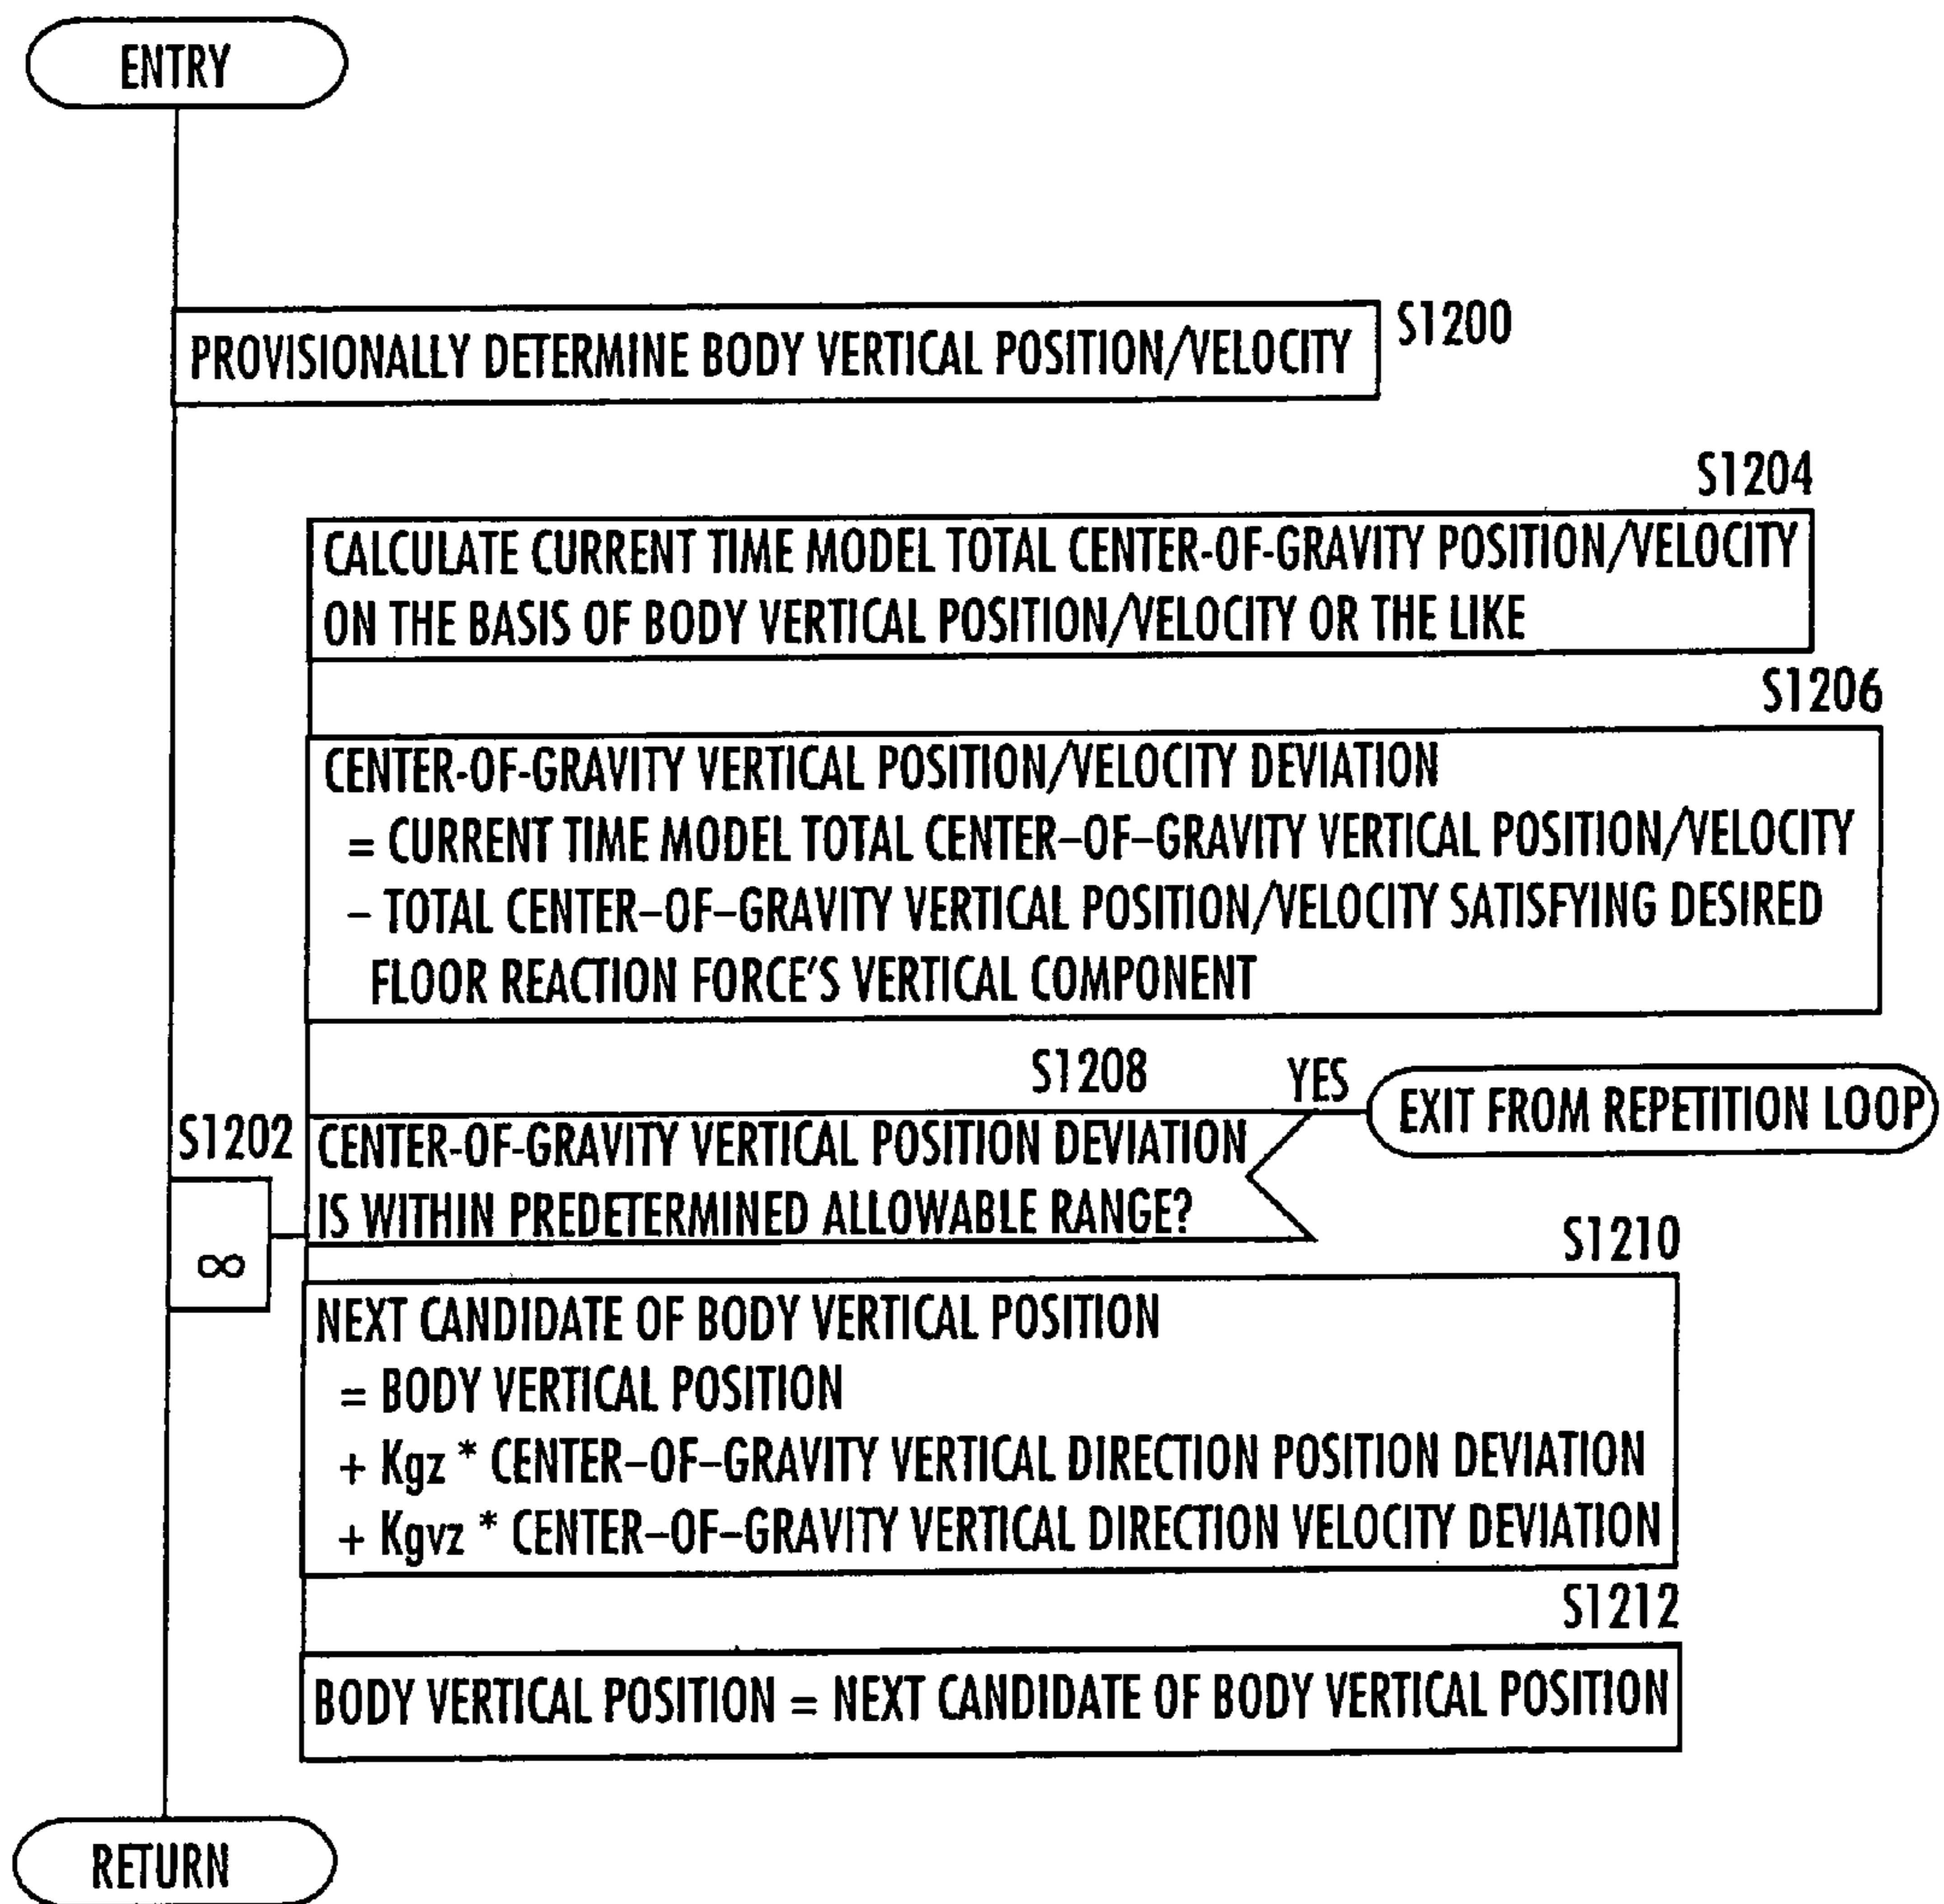 ENTRY
PROVISIONALLY DETERMINE BODY VERTICAL POSITION/VELOCITY
S1200
S1204
CALCULATE CURRENT TIME MODEL TOTAL CENTER-OF-GRAVITY POSITION/VELOCITY
ON THE BASIS OF BODY VERTICAL POSITION/VELOCITY OR THE LIKE
S1206
CENTER-OF-GRAVITY VERTICAL POSITION/VELOCITY DEVIATION
= CURRENT TIME MODEL TOTAL CENTER–OF–GRAVITY VERTICAL POSITION/VELOCITY
– TOTAL CENTER–OF–GRAVITY VERTICAL POSITION/VELOCITY SATISFYING DESIRED
FLOOR REACTION FORCE'S VERTICAL COMPONENT
S1208
YES
EXIT FROM REPETITION LOOP
S1202
∞
CENTER-OF-GRAVITY VERTICAL POSITION DEVIATION
IS WITHIN PREDETERMINED ALLOWABLE RANGE?
S1210
NEXT CANDIDATE OF BODY VERTICAL POSITION
= BODY VERTICAL POSITION
+ Kgz * CENTER–OF–GRAVITY VERTICAL DIRECTION POSITION DEVIATION
+ Kgvz * CENTER–OF–GRAVITY VERTICAL DIRECTION VELOCITY DEVIATION
S1212
BODY VERTICAL POSITION = NEXT CANDIDATE OF BODY VERTICAL POSITION
RETURN